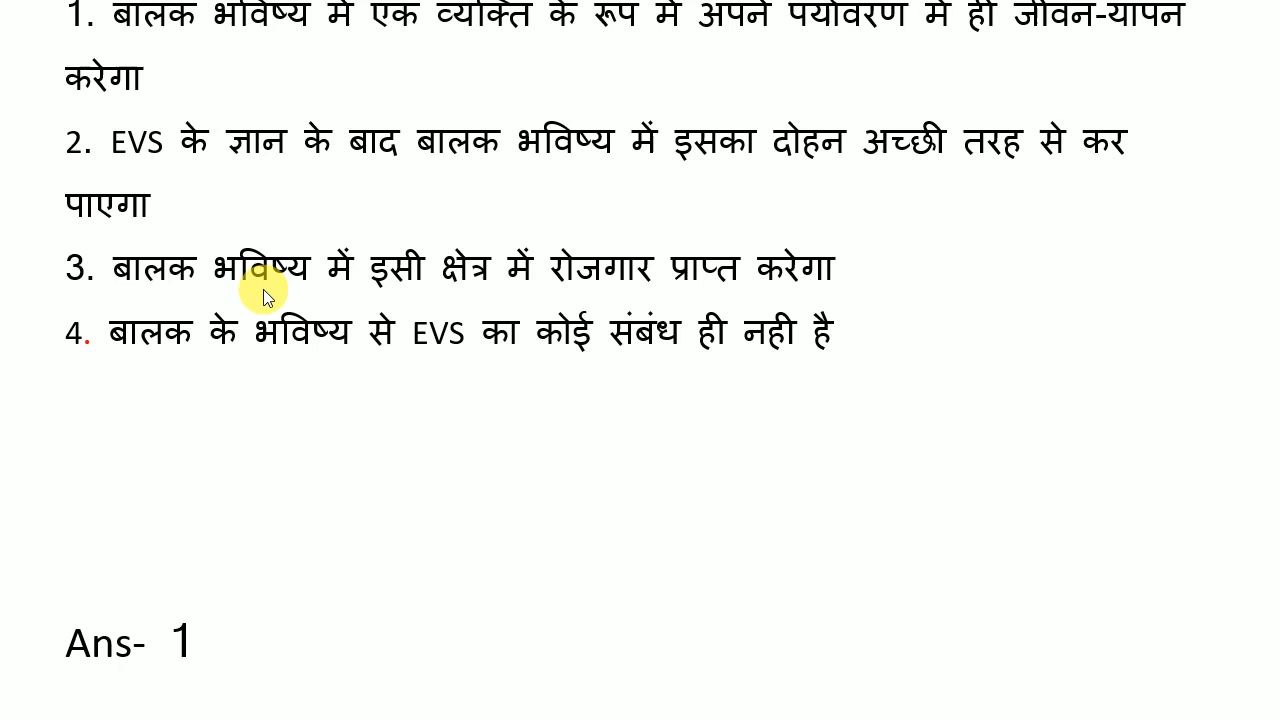 1. बालक भविष्य में एक व्यक्ति के रूप में अपने पर्यावरण में ही जीवन-यापन
करेगा
2. EVS के ज्ञान के बाद बालक भविष्य में इसका दोहन अच्छी तरह से कर
पाएगा
3. बालक भविष्य में इसी क्षेत्र में रोजगार प्राप्त करेगा
4. बालक के भविष्य से EVS का कोई संबंध ही नही है
Ans- 1